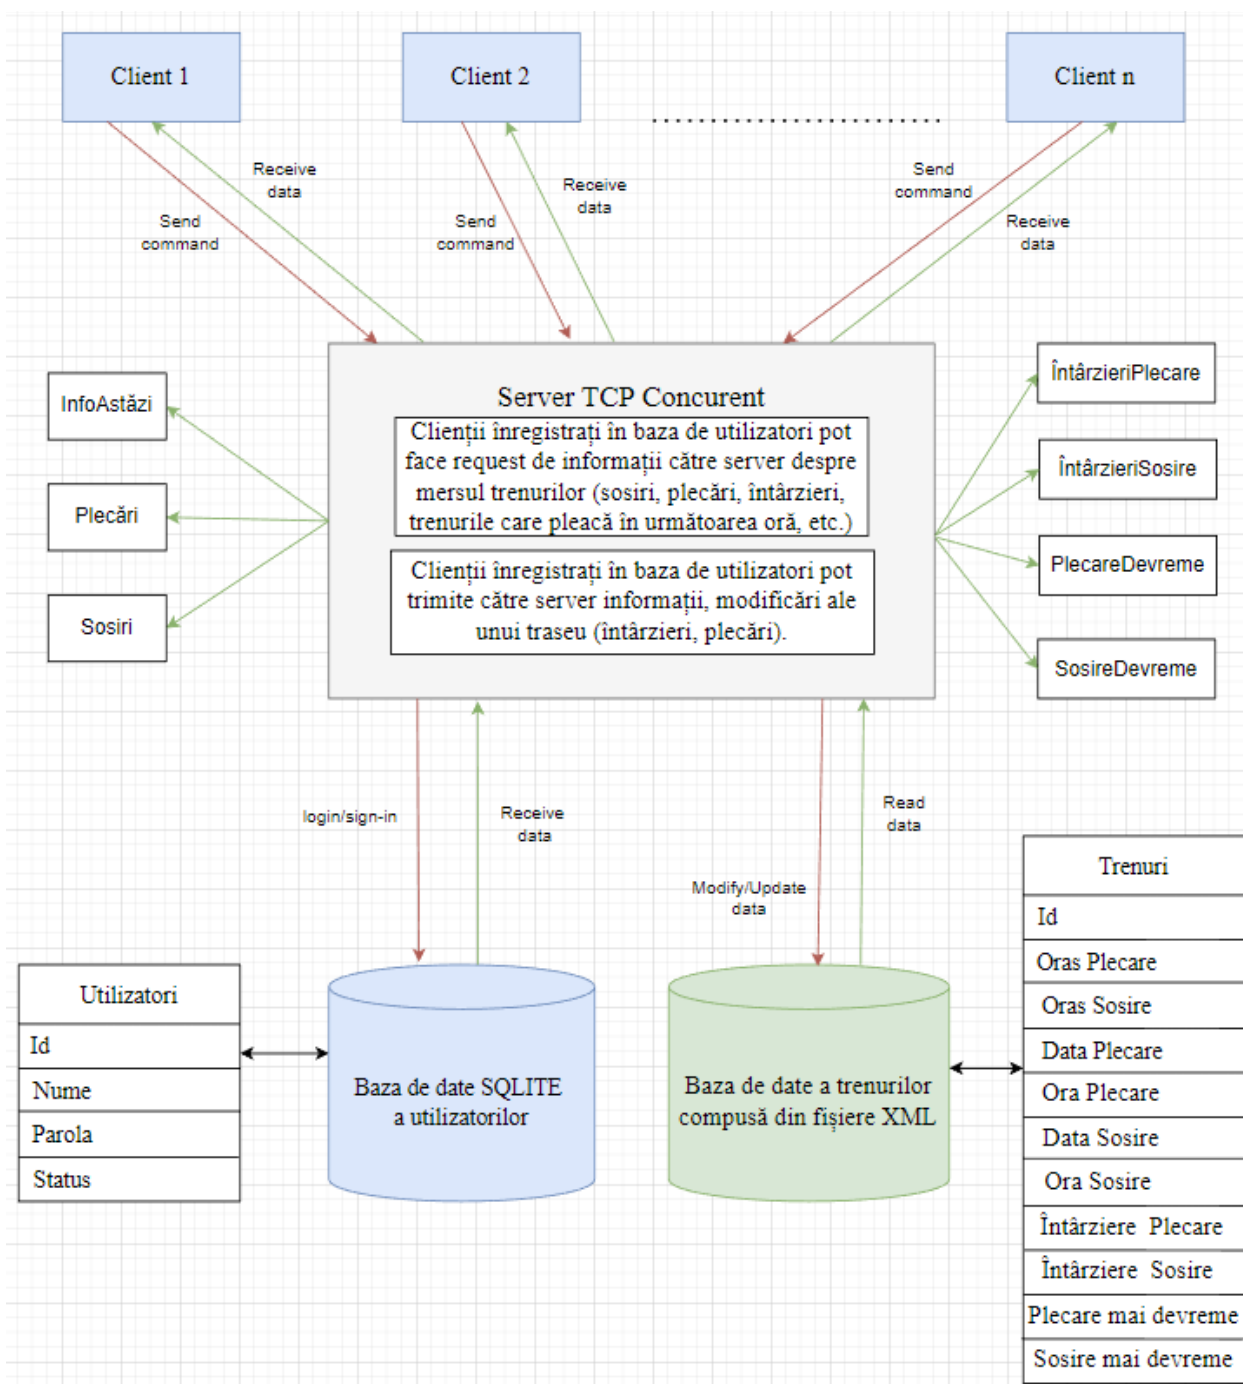 Client 1
Client 2
Client n
Receive
data
Send
command
Receive
data
Send
command
Send
command
Receive
data
Server TCP Concurent
Clienții înregistrați în baza de utilizatori pot
face request de informații către server despre
mersul trenurilor (sosiri, plecări, întârzieri,
trenurile care pleacă în următoarea oră, etc.)
Clienții înregistrați în baza de utilizatori pot
trimite către server informații, modificări ale
unui traseu (întârzieri, plecări).
InfoAstăzi
Plecări
Sosiri
ÎntârzieriPlecare
ÎntârzieriSosire
PlecareDevreme
SosireDevreme
login/sign-in
Receive
data
Modify/Update
data
Read
data
Utilizatori
Id
Nume
Parola
Status
Baza de date SQLITE
a utilizatorilor
Baza de date a trenurilor
compusă din fișiere XML
Trenuri
Id
Oras Plecare
Oras Sosire
Data Plecare
Ora Plecare
Data Sosire
Ora Sosire
Întârziere Plecare
Întârziere Sosire
Plecare mai devreme
Sosire mai devreme